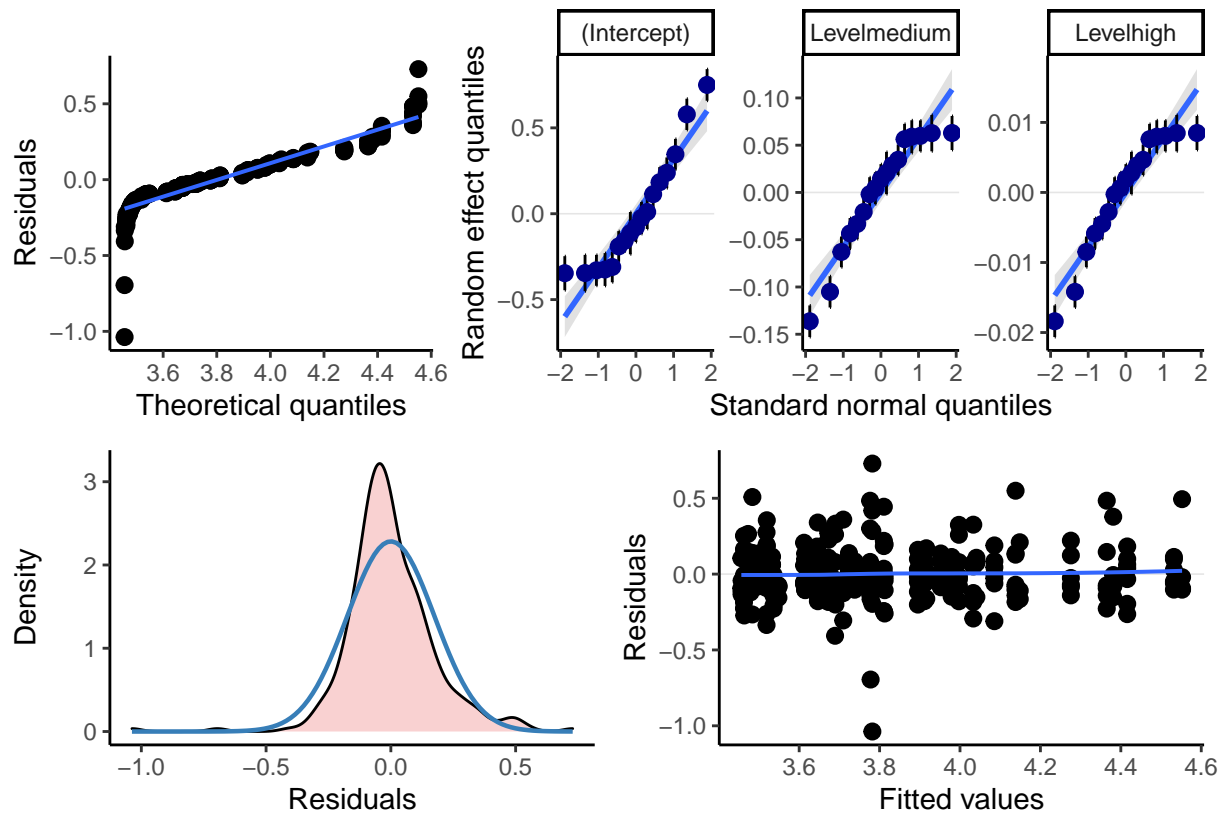 Residuals
0.5
0.0
−0.5
−1.0
3.6 3.8 4.0 4.2 4.4 4.6
Theoretical quantiles
Random effect quantiles
(Intercept)
Levelmedium
Levelhigh
0.5
0.0
−0.5
−2 −1 0 1 2
0.10
0.05
0.00
−0.05
−0.10
−0.15
−2 −1 0 1 2
0.01
0.00
−0.01
−0.02
−2 −1 0 1 2
Standard normal quantiles
Density
3
2
1
0
−1.0 −0.5 0.0 0.5
Residuals
Residuals
0.5
0.0
−0.5
−1.0
3.6 3.8 4.0 4.2 4.4 4.6
Fitted values